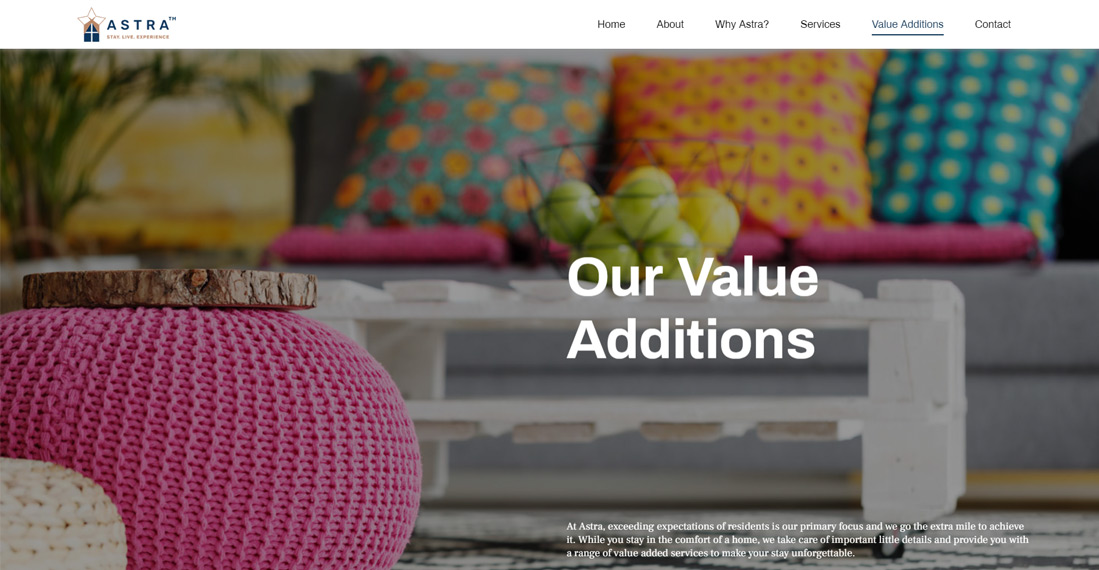 ASTRA™
STAY. LIVE. EXPERIENCE
Home About Why Astra? Services Value Additions Contact
Our Value
Additions
At Astra, exceeding expectations of residents is our primary focus and we go the extra mile to achieve
it. While you stay in the comfort of a home, we take care of important little details and provide you with
a range of value added services to make your stay unforgettable.